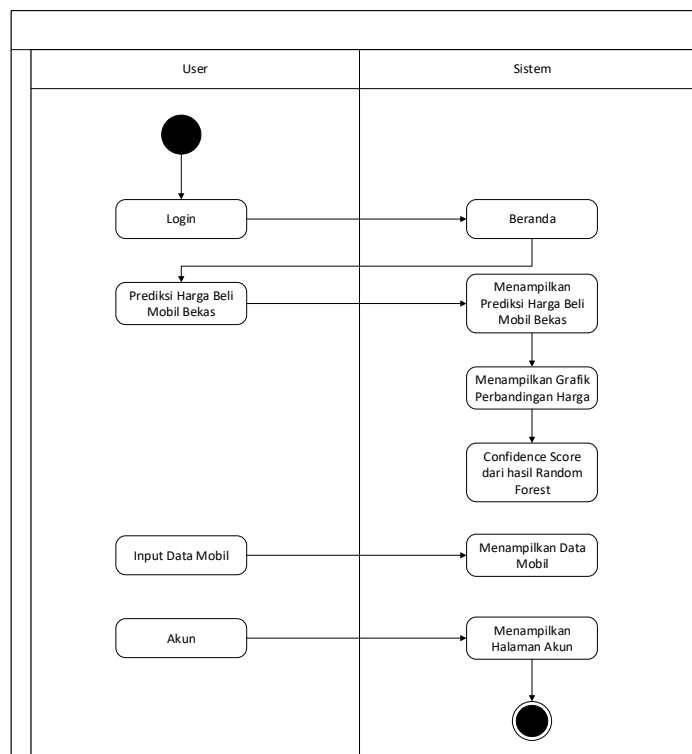 User
Sistem
Login
Beranda
Prediksi Harga Beli
Mobil Bekas
Menampilkan
Prediksi Harga Beli
Mobil Bekas
Menampilkan Grafik
Perbandingan Harga
Confidence Score
dari hasil Random
Forest
Input Data Mobil
Menampilkan Data
Mobil
Akun
Menampilkan
Halaman Akun